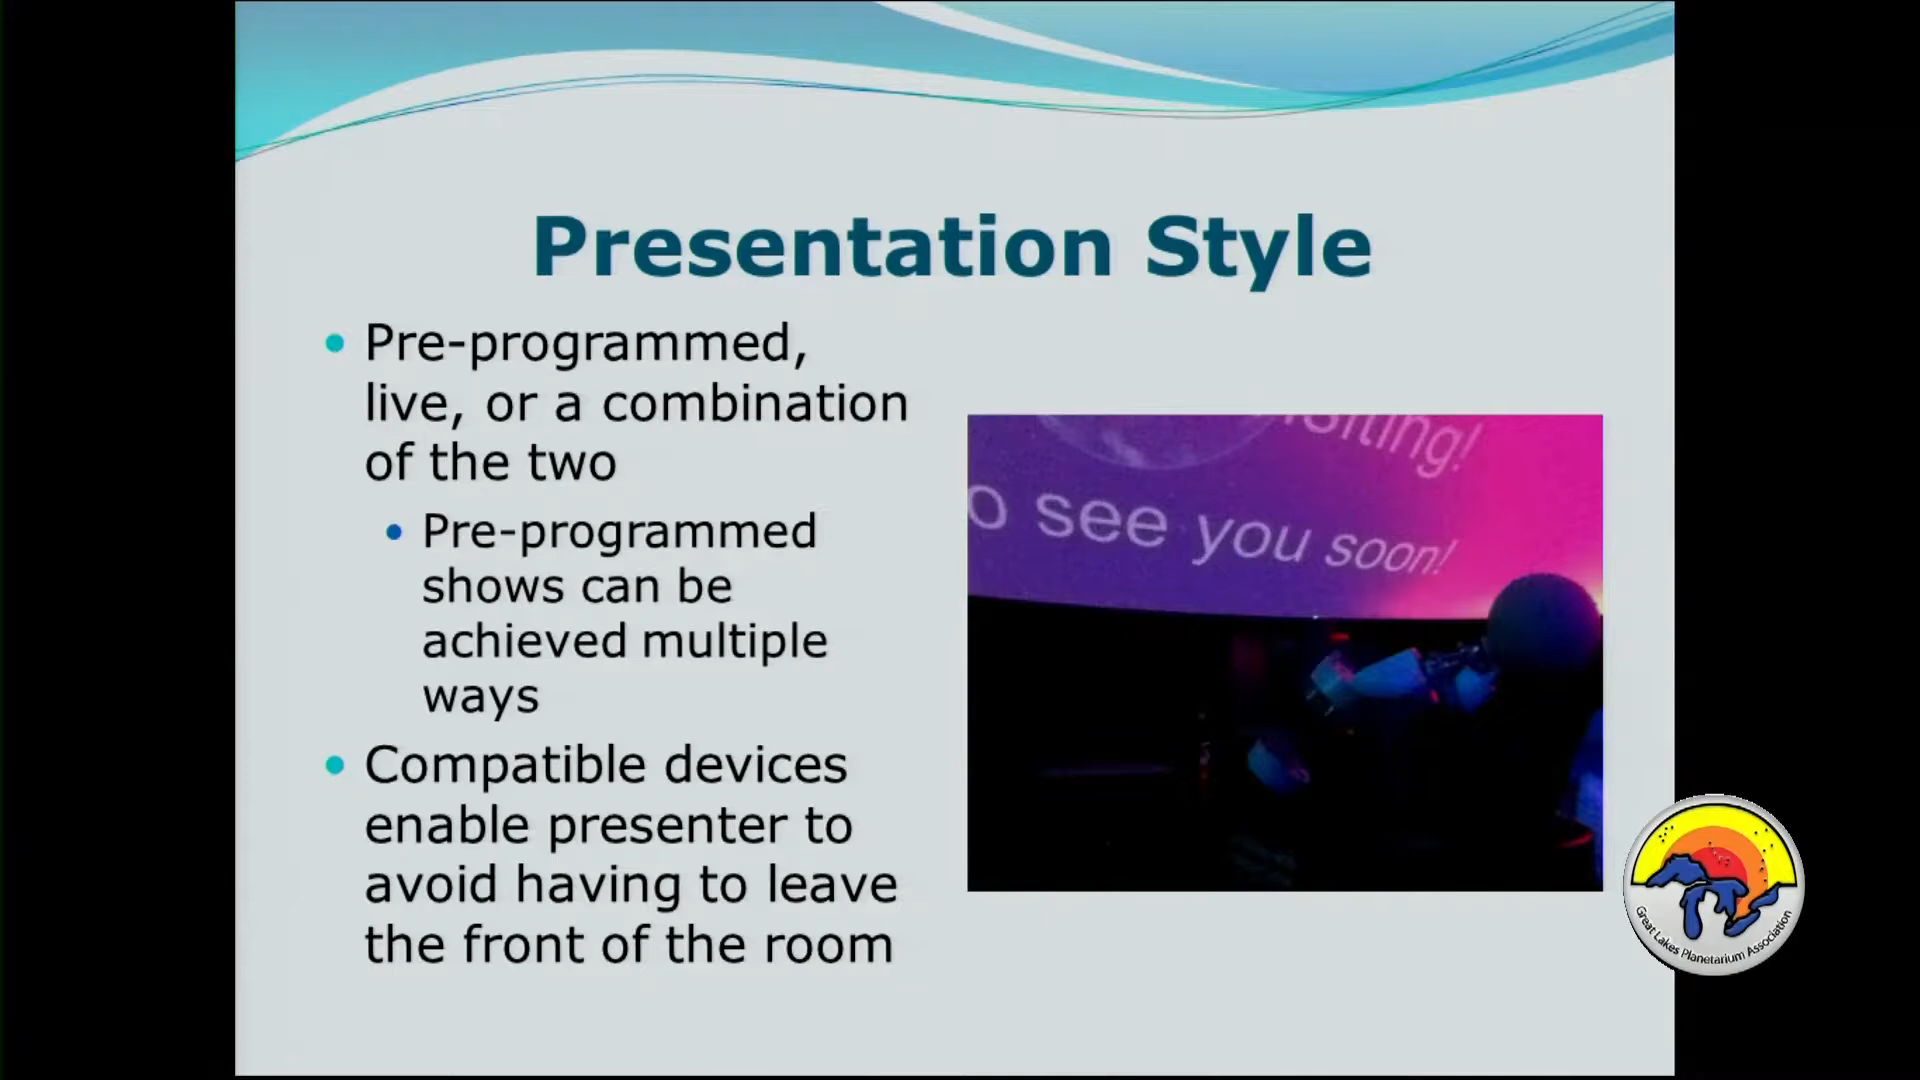 Presentation Style
Pre-programmed,
live, or a combination
of the two
Pre-programmed
shows can be
achieved multiple
ways
Compatible devices
enable presenter to
avoid having to leave
the front of the room
o see you soon!
Great Lakes Planetarium Association